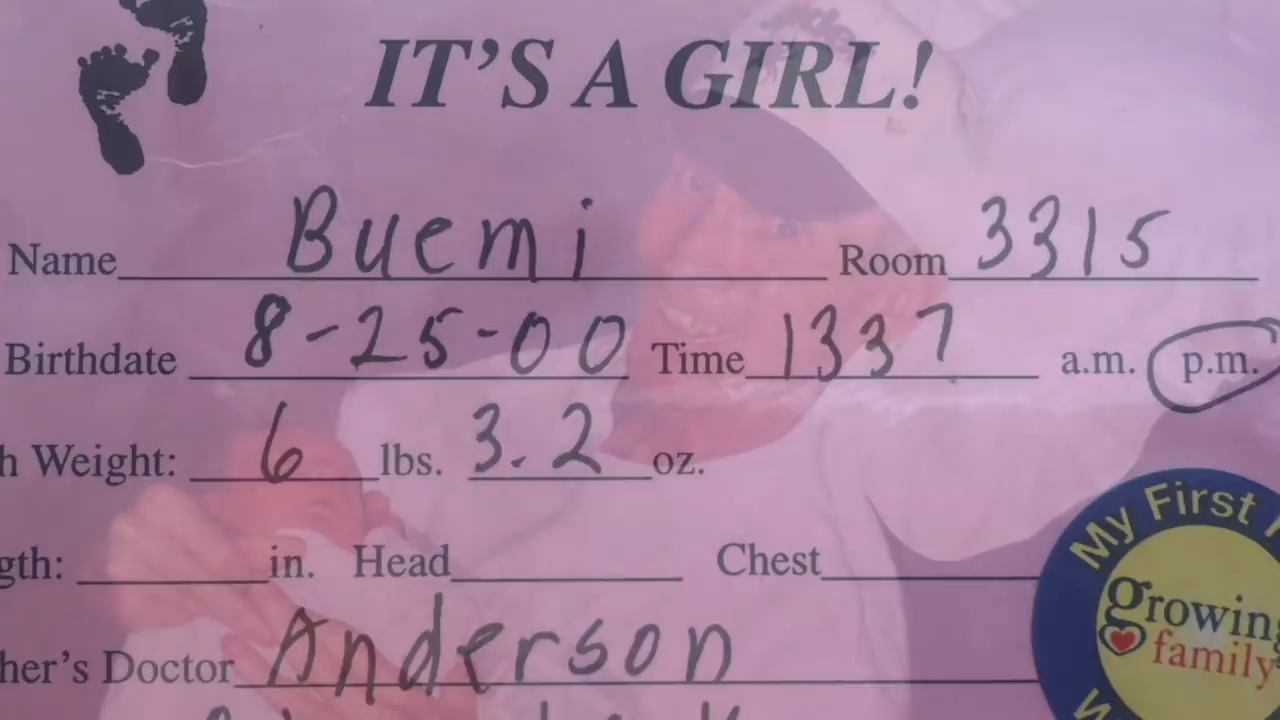 IT'S A GIRL!
Name Buemi Room 3315
Birthdate 8-25-00 Time 1337 a.m. p.m.
h Weight: 6 lbs. 3.2 oz.
gth: in. Head Chest
her's Doctor Anderson
My First
growing
family